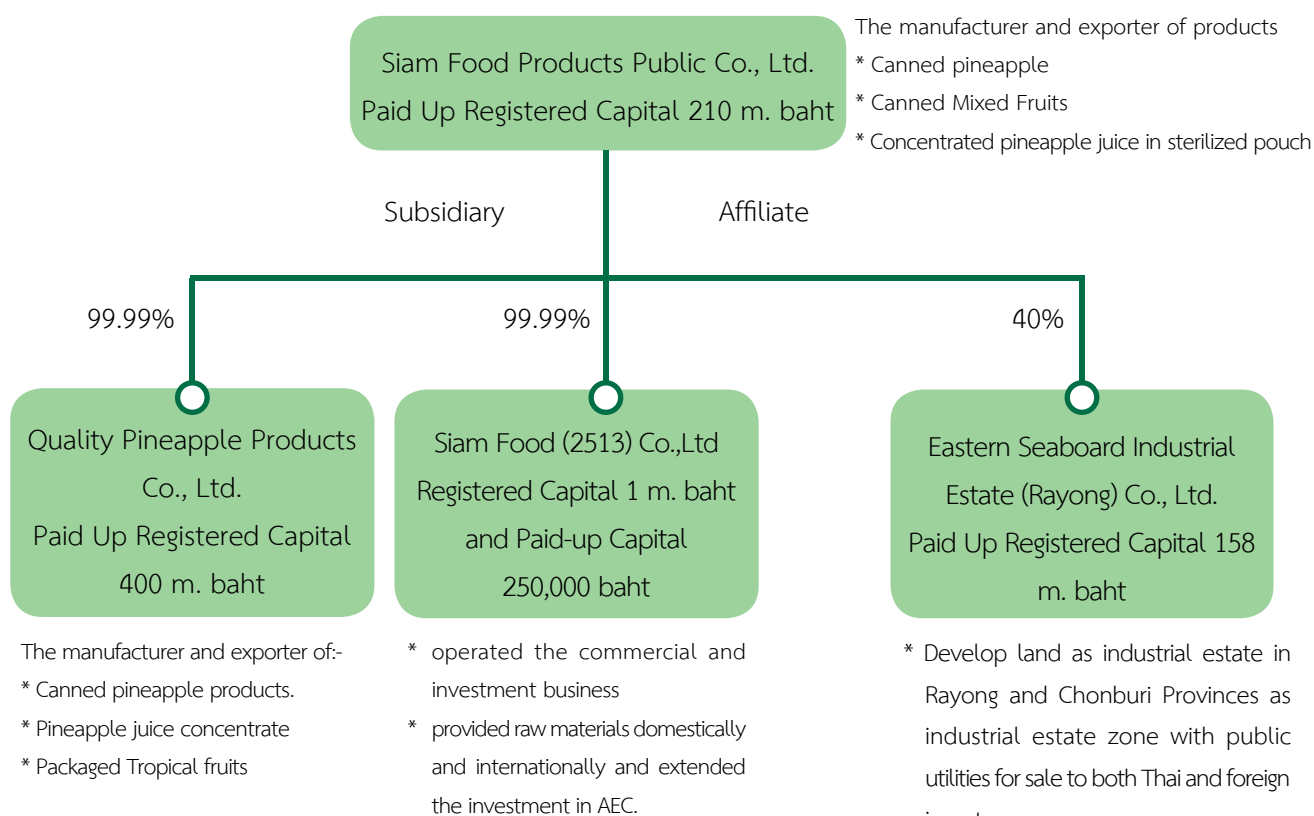 Siam Food Products Public Co., Ltd.
Paid Up Registered Capital 210 m. baht
The manufacturer and exporter of products
* Canned pineapple
* Canned Mixed Fruits
* Concentrated pineapple juice in sterilized pouch
Subsidiary
Affiliate
99.99%
99.99%
40%
Quality Pineapple Products
Co., Ltd.
Paid Up Registered Capital
400 m. baht
Siam Food (2513) Co.,Ltd
Registered Capital 1 m. baht
and Paid-up Capital
250,000 baht
Eastern Seaboard Industrial
Estate (Rayong) Co., Ltd.
Paid Up Registered Capital 158
m. baht
The manufacturer and exporter of:-
* Canned pineapple products.
* Pineapple juice concentrate
* Packaged Tropical fruits
* operated the commercial and
investment business
* provided raw materials domestically
and internationally and extended
the investment in AEC.
* Develop land as industrial estate in
Rayong and Chonburi Provinces as
industrial estate zone with public
utilities for sale to both Thai and foreign